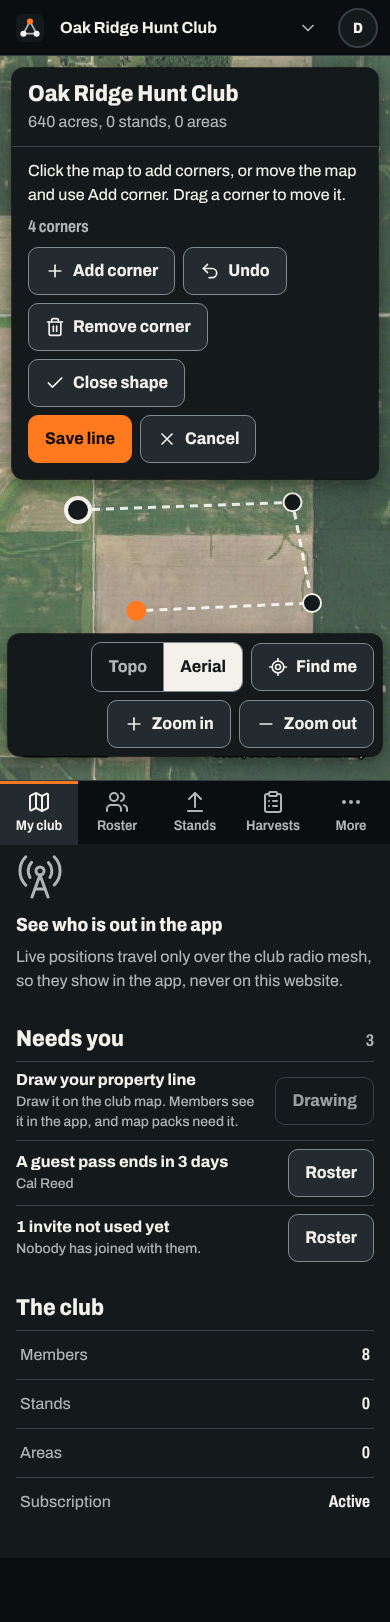 Oak Ridge Hunt Club
D
Oak Ridge Hunt Club
640 acres, 0 stands, 0 areas
Click the map to add corners, or move the map
and use Add corner. Drag a corner to move it.
4 corners
Add corner
Undo
Remove corner
Close shape
Save line
Cancel
Topo
Aerial
Find me
Zoom in
Zoom out
My club
Roster
Stands
Harvests
More
See who is out in the app
Live positions travel only over the club radio mesh,
so they show in the app, never on this website.
Needs you
3
Draw your property line
Draw it on the club map. Members see
it in the app, and map packs need it.
Drawing
A guest pass ends in 3 days
Cal Reed
Roster
1 invite not used yet
Nobody has joined with them.
Roster
The club
Members
8
Stands
0
Areas
0
Subscription
Active